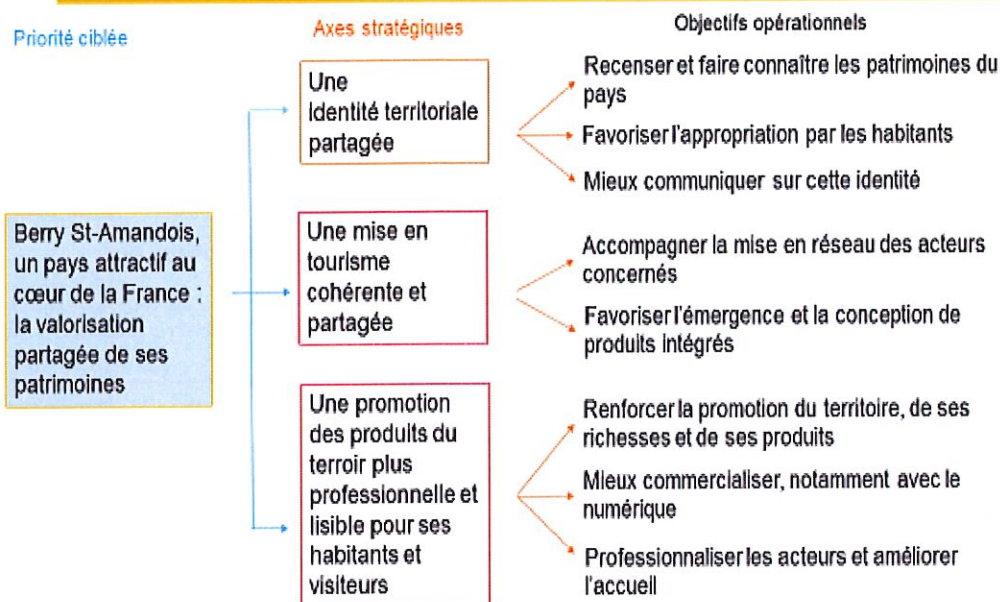 Priorité ciblée
Axes stratégiques
Objectifs opérationnels
Berry St-Amandois,
un pays attractif au
cœur de la France :
la valorisation
partagée de ses
patrimoines
Une
identité territoriale
partagée
Recenser et faire connaître les patrimoines du
pays
Favoriser l'appropriation par les habitants
Mieux communiquer sur cette identité
Une mise en
tourisme
cohérente et
partagée
Accompagner la mise en réseau des acteurs
concernés
Favoriser l'émergence et la conception de
produits intégrés
Une promotion
des produits du
terroir plus
professionnelle et
lisible pour ses
habitants et
visiteurs
Renforcer la promotion du territoire, de ses
richesses et de ses produits
Mieux commercialiser, notamment avec le
numérique
Professionnaliser les acteurs et améliorer
l'accueil